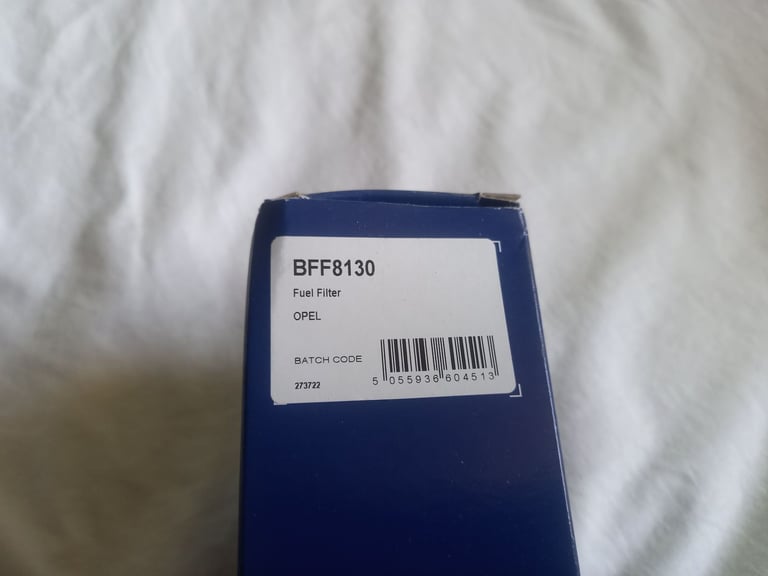 BFF8130
Fuel Filter
OPEL
BATCH CODE
273722
5 055936 604513